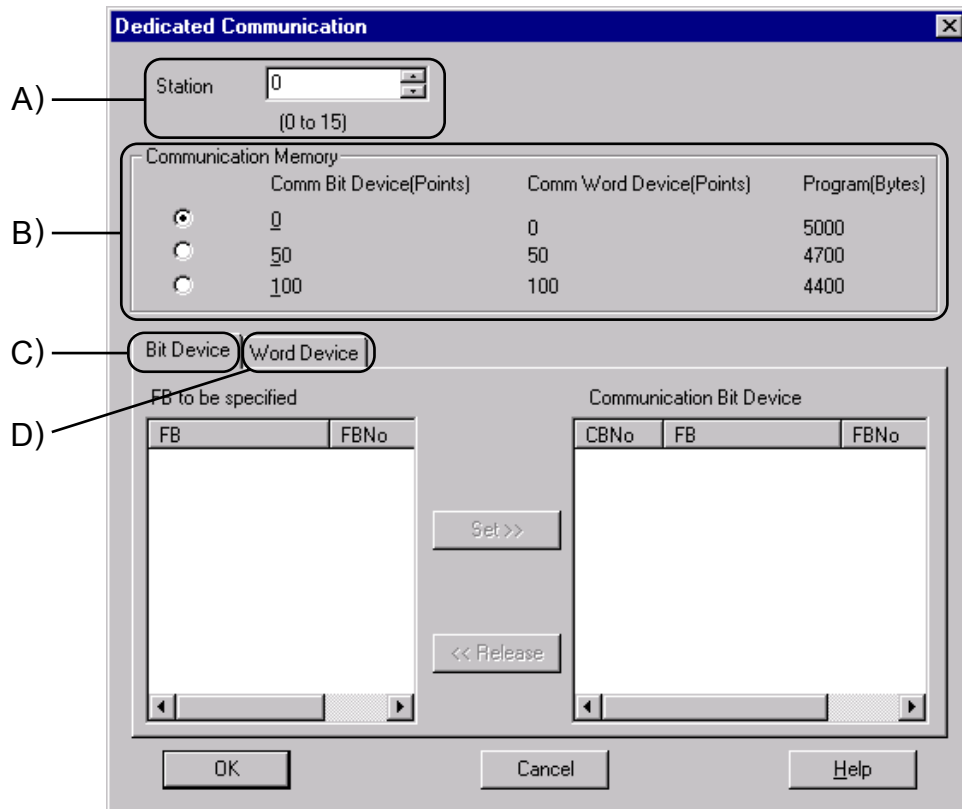 Dedicated Communication
A)
Station 0
(0 to 15)
Communication Memory
Comm Bit Device(Points) Comm Word Device(Points) Program(Bytes)
B)
0 0 5000
50 50 4700
100 100 4400
C)
Bit Device Word Device
D)
FB to be specified Communication Bit Device
FB FBNo CBNo FB FBNo
Set >>
<< Release
OK Cancel Help